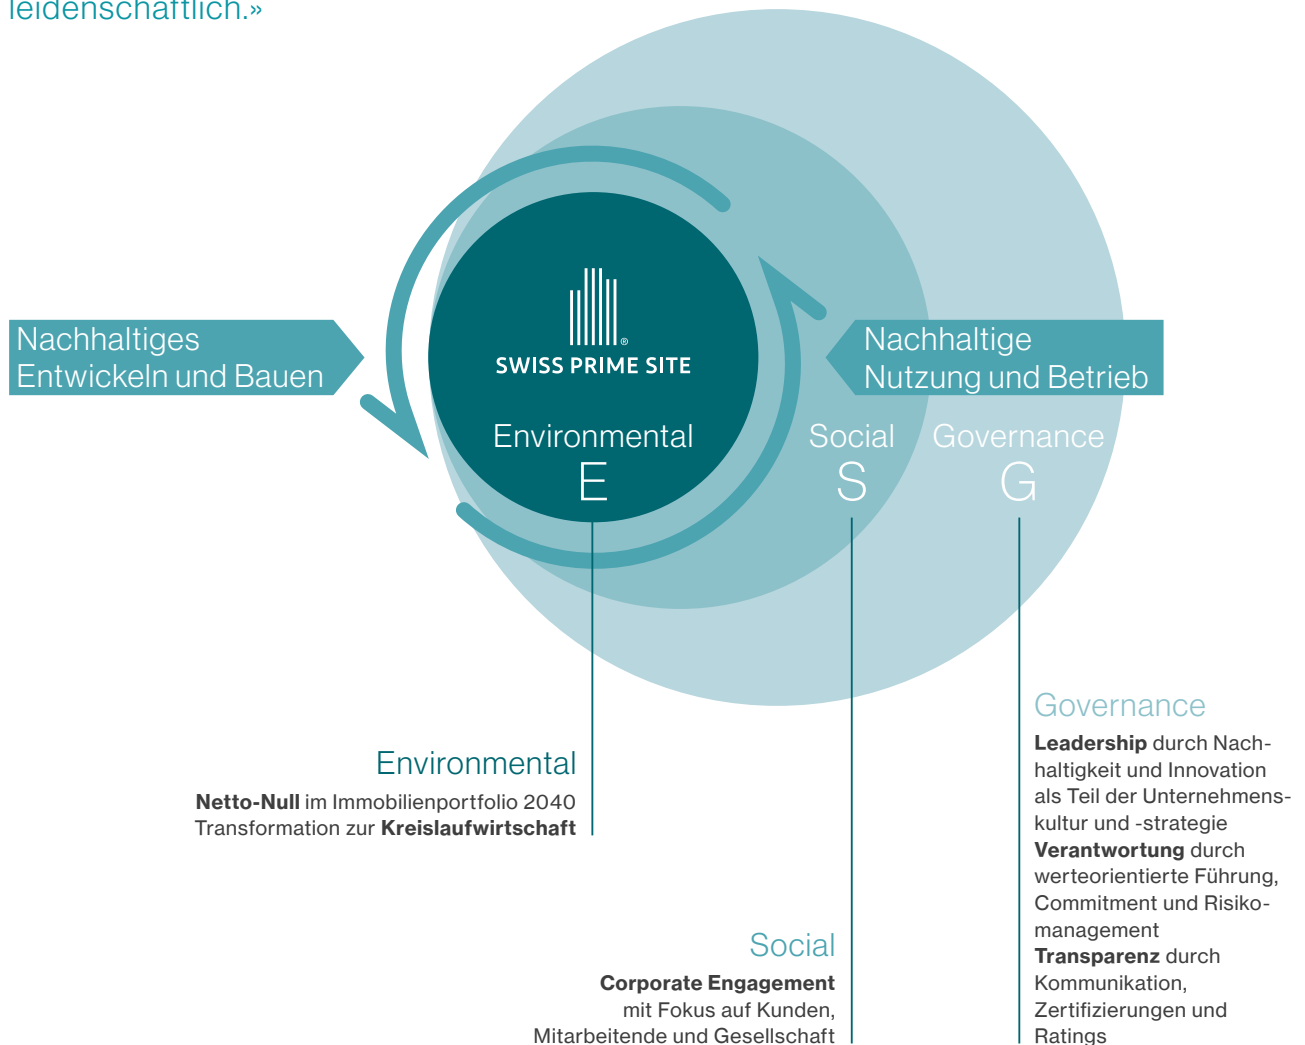 leidenschaftlich.»
Nachhaltiges
Entwickeln und Bauen
SWISS PRIME SITE
®
Nachhaltige
Nutzung und Betrieb
Environmental
E
Social
S
Governance
G
Environmental
Netto-Null im Immobilienportfolio 2040
Transformation zur Kreislaufwirtschaft
Social
Corporate Engagement
mit Fokus auf Kunden,
Mitarbeitende und Gesellschaft
Governance
Leadership durch Nach-
haltigkeit und Innovation
als Teil der Unternehmens-
kultur und -strategie
Verantwortung durch
werteorientierte Führung,
Commitment und Risiko-
management
Transparenz durch
Kommunikation,
Zertifizierungen und
Ratings